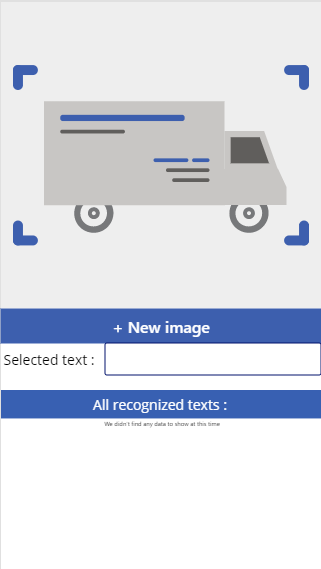 + New image
Selected text :
All recognized texts :
We didn't find any data to show at this time